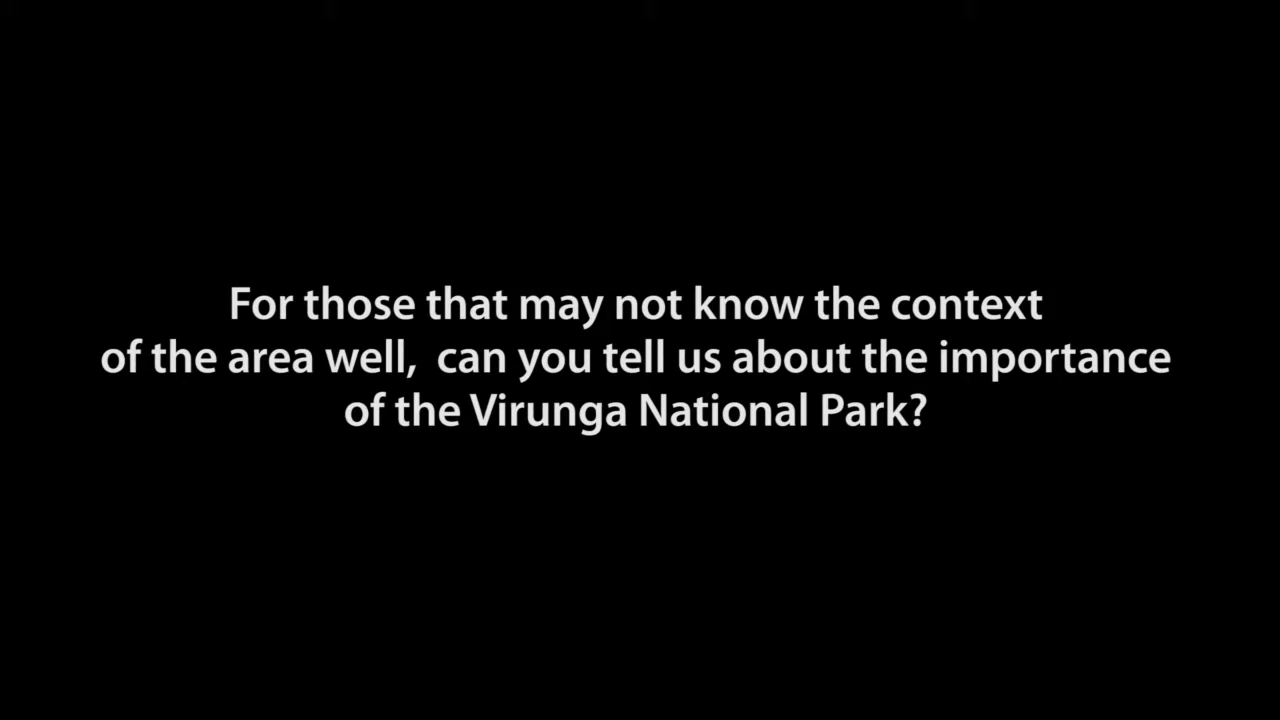 For those that may not know the context
of the area well,  can you tell us about the importance
of the Virunga National Park?